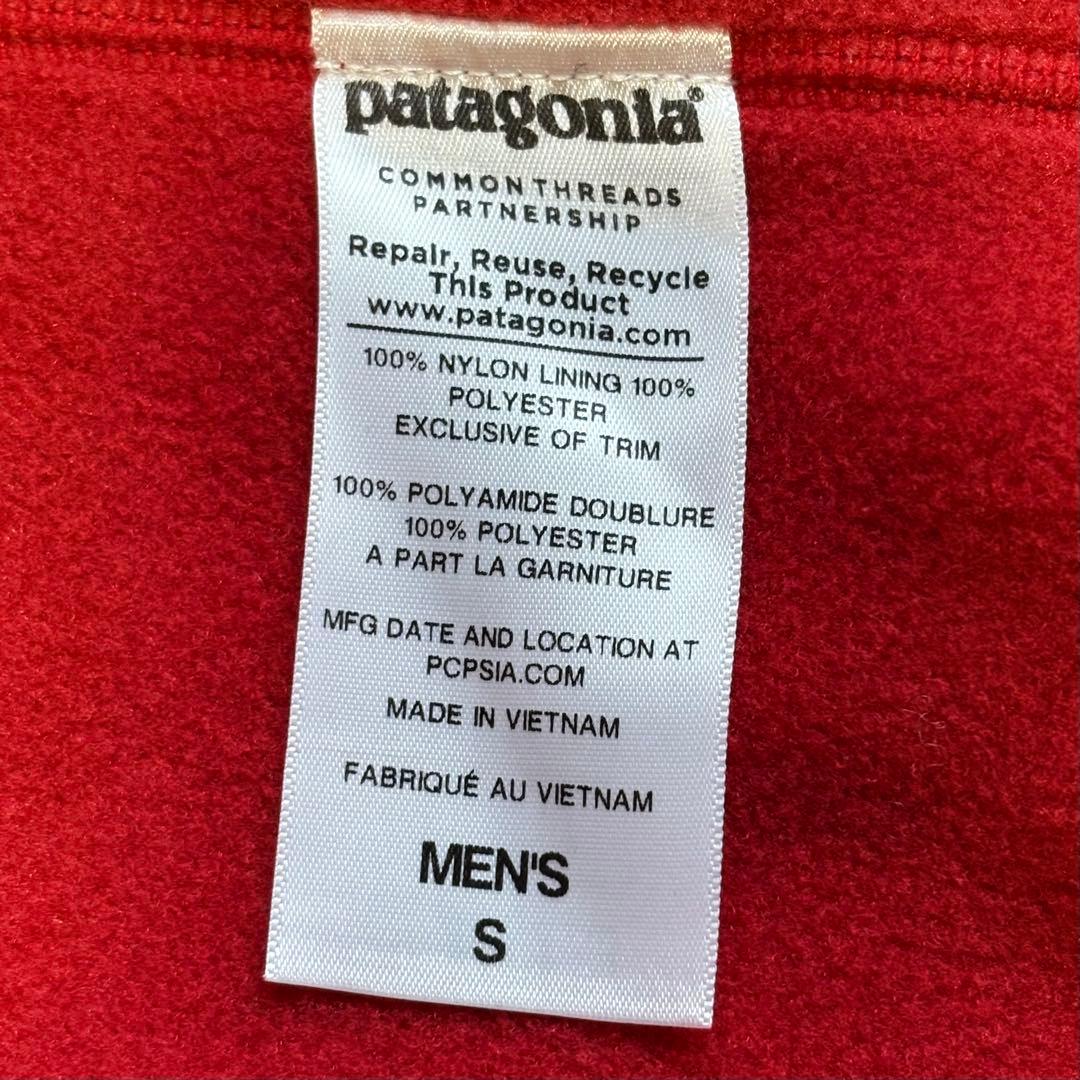 patagonia®
COMMON THREADS
PARTNERSHIP
Repair, Reuse, Recycle
This Product
www.patagonia.com
100% NYLON LINING 100%
POLYESTER
EXCLUSIVE OF TRIM
100% POLYAMIDE DOUBLURE
100% POLYESTER
A PART LA GARNITURE
MFG DATE AND LOCATION AT
PCPSIA.COM
MADE IN VIETNAM
FABRIQUÉ AU VIETNAM
MEN'S
S